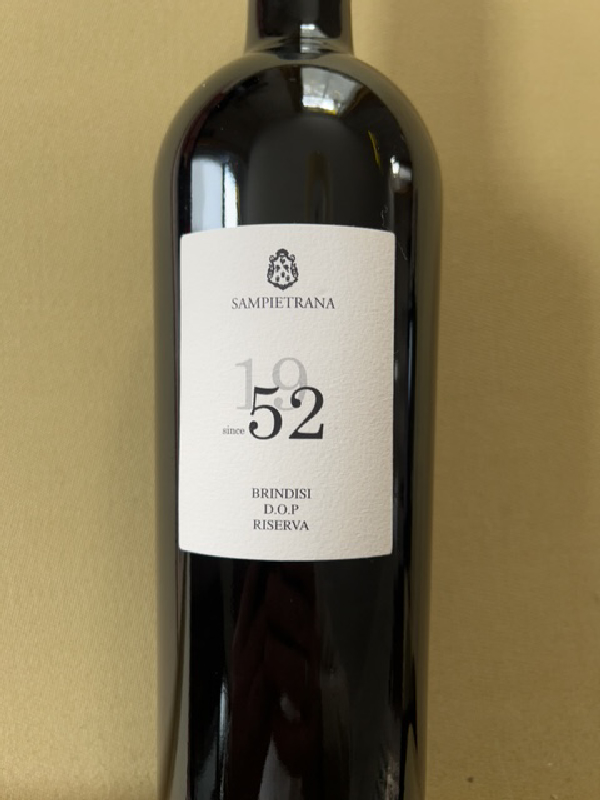 SAMPIETRANA
19
since 52
BRINDISI
D.O.P
RISERVA